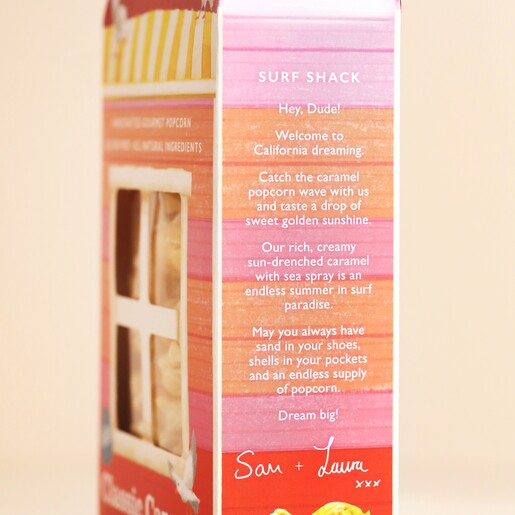 SURF SHACK
Hey, Dude!
Welcome to
California dreaming.
Catch the caramel
popcorn wave with us
and taste a drop of
sweet golden sunshine.
Our rich, creamy
sun-drenched caramel
with sea spray is an
endless summer in surf
paradise.
May you always have
sand in your shoes,
shells in your pockets
and an endless supply
of popcorn.
Dream big!
Sam + Laura
xxx
GOURMET POPCORN
ALL NATURAL INGREDIENTS
Classic